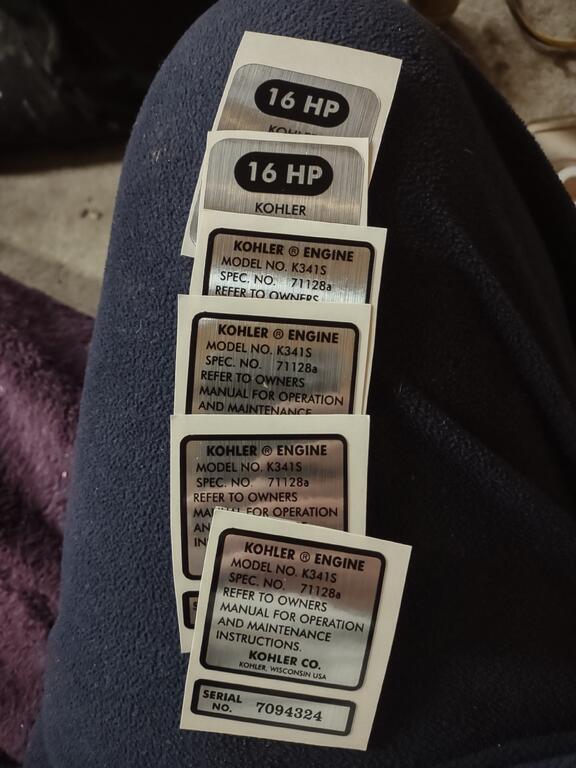 16 HP
16 HP
KOHLER
KOHLER ® ENGINE
MODEL NO. K341S
SPEC. NO. 71128a
REFER TO OWNERS
KOHLER ® ENGINE
MODEL NO. K341S
SPEC. NO. 71128a
REFER TO OWNERS
MANUAL FOR OPERATION
AND MAINTENANCE
KOHLER ® ENGINE
MODEL NO. K341S
SPEC. NO. 71128a
REFER TO OWNERS
MANUAL FOR OPERATION
KOHLER ® ENGINE
MODEL NO. K341S
SPEC. NO. 71128a
REFER TO OWNERS
MANUAL FOR OPERATION
AND MAINTENANCE
INSTRUCTIONS.
KOHLER CO.
KOHLER, WISCONSIN USA
SERIAL
NO. 7094324